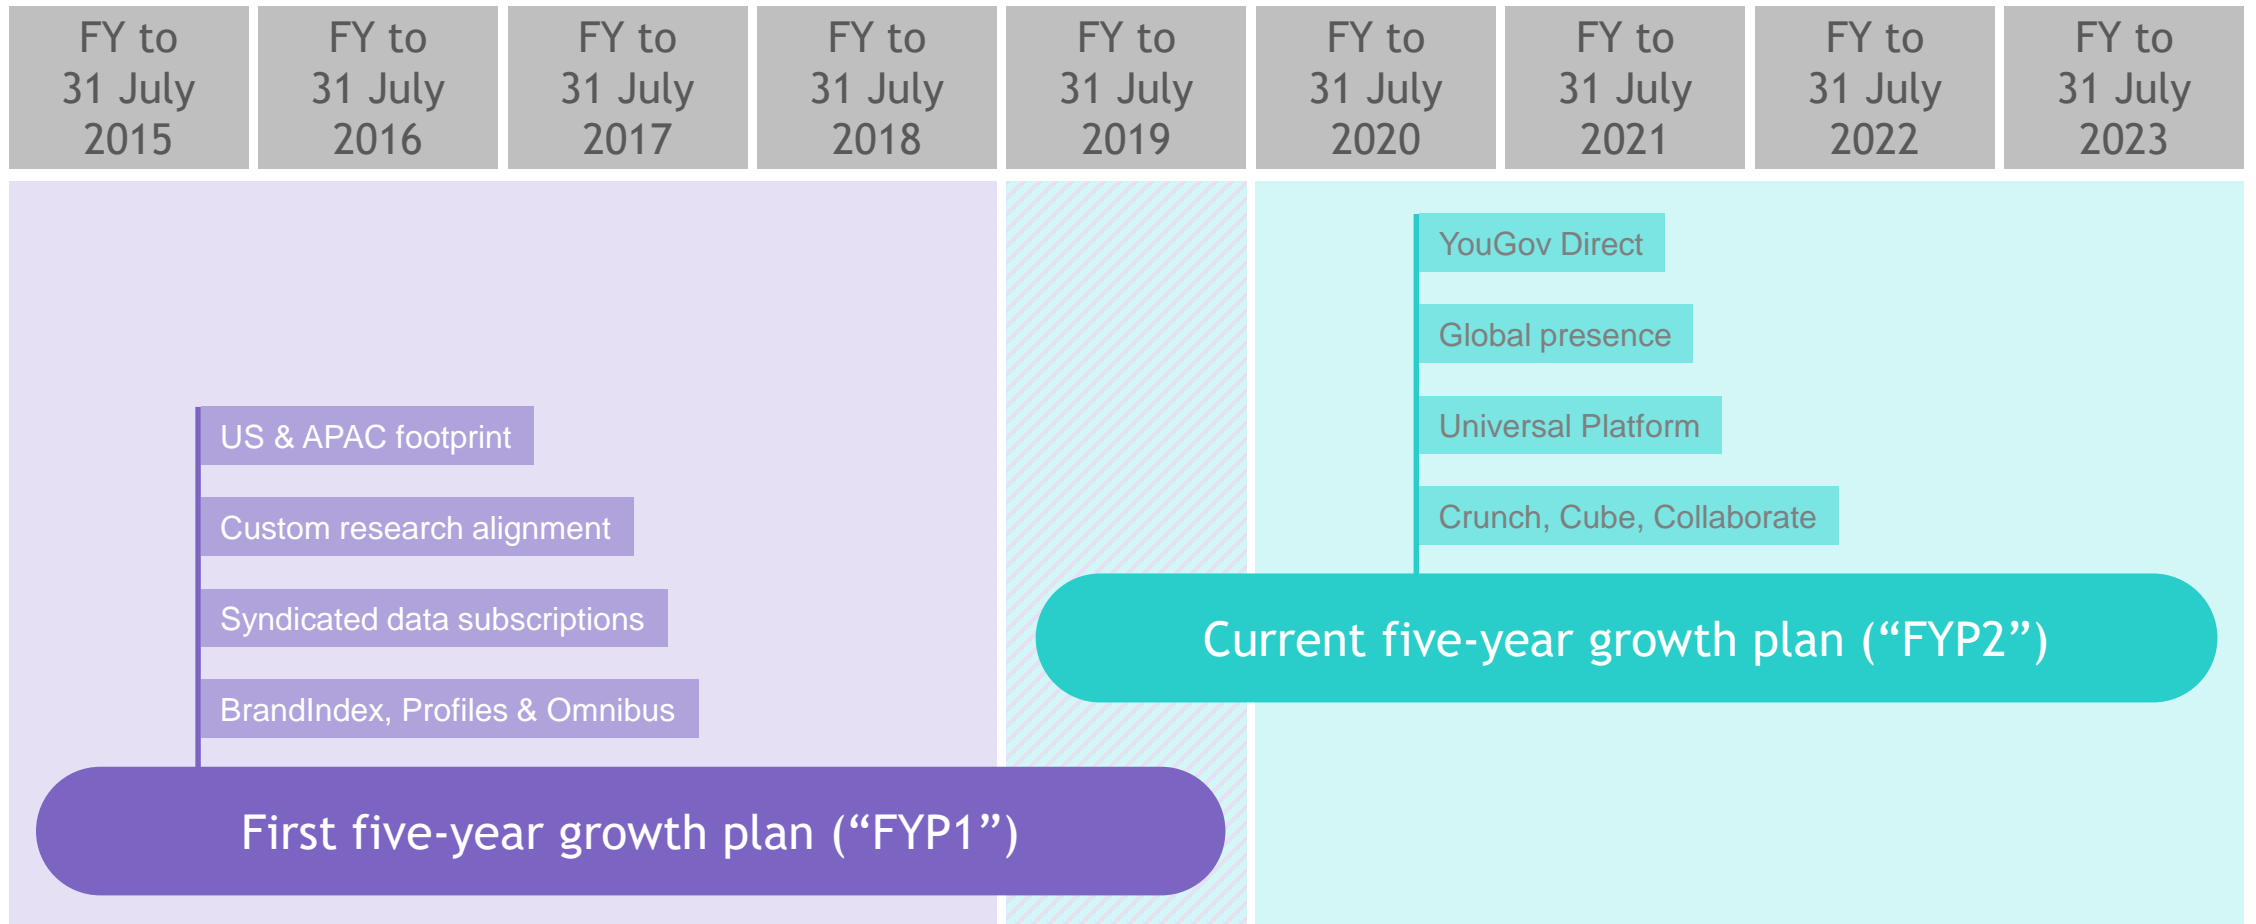 FY to
31 July
2015
FY to
31 July
2016
FY to
31 July
2017
FY to
31 July
2018
FY to
31 July
2019
FY to
31 July
2020
FY to
31 July
2021
FY to
31 July
2022
FY to
31 July
2023
YouGov Direct
Global presence
Universal Platform
Crunch, Cube, Collaborate
Current five-year growth plan (“FYP2”)
US & APAC footprint
Custom research alignment
Syndicated data subscriptions
BrandIndex, Profiles & Omnibus
First five-year growth plan (“FYP1”)